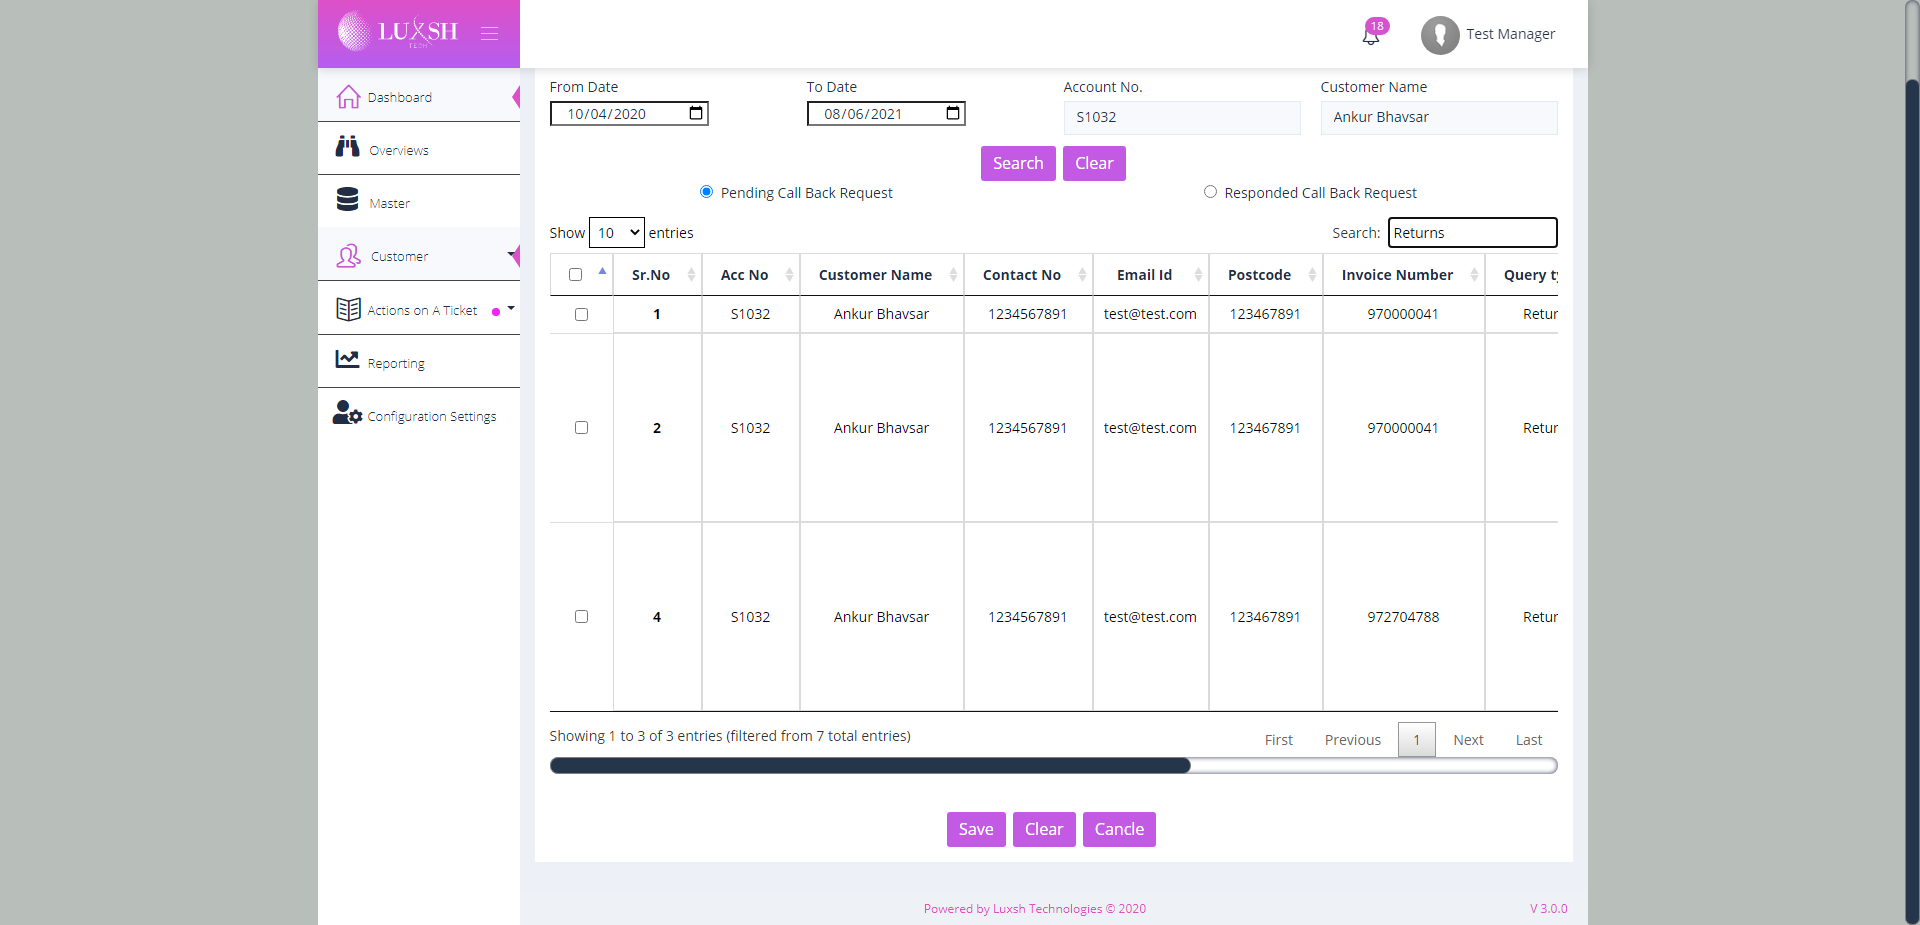 LUXSH
TECH
18
Test Manager
Dashboard
Overviews
Master
Customer
Actions on A Ticket
Reporting
Configuration Settings
From Date
To Date
Account No.
Customer Name
10/04/2020
08/06/2021
S1032
Ankur Bhavsar
Search
Clear
Pending Call Back Request
Responded Call Back Request
Show 10 entries
Search: Returns
Sr.No Acc No Customer Name Contact No Email Id Postcode Invoice Number Query ty
1 S1032 Ankur Bhavsar 1234567891 test@test.com 123467891 970000041 Retur
2 S1032 Ankur Bhavsar 1234567891 test@test.com 123467891 970000041 Retur
4 S1032 Ankur Bhavsar 1234567891 test@test.com 123467891 972704788 Retur
Showing 1 to 3 of 3 entries (filtered from 7 total entries)
First Previous 1 Next Last
Save Clear Cancle
Powered by Luxsh Technologies © 2020
V 3.0.0